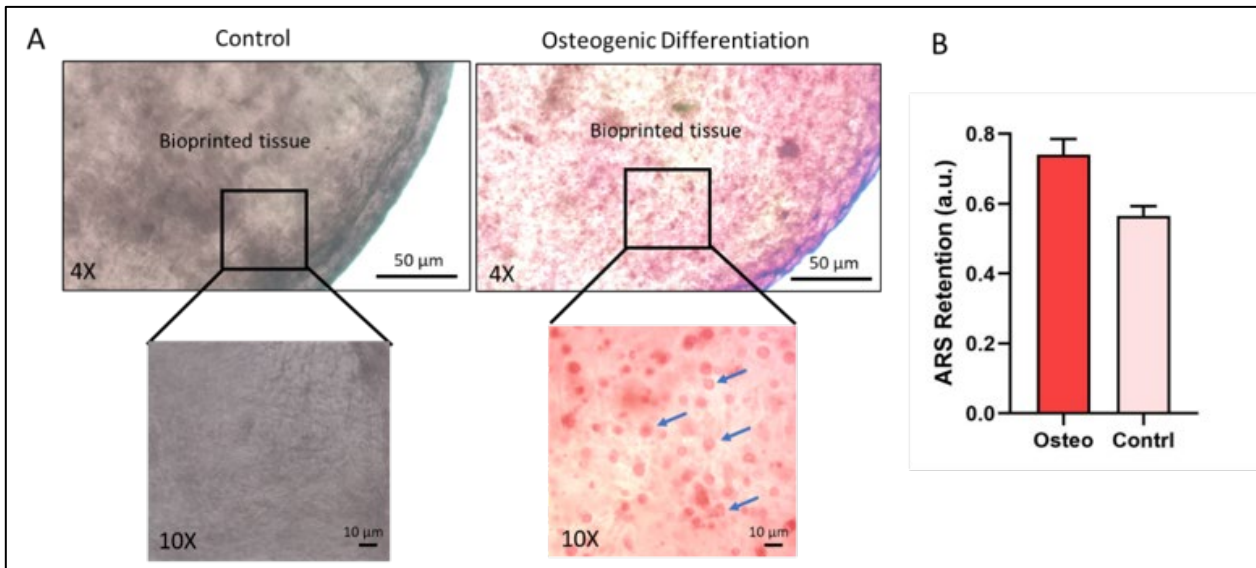 A
Control
Osteogenic Differentiation
Bioprinted tissue
4X
50 µm
Bioprinted tissue
4X
50 µm
10X
10 µm
10X
10 µm
B
ARS Retention (a.u.)
0.8
0.6
0.4
0.2
0.0
Osteo Contrl